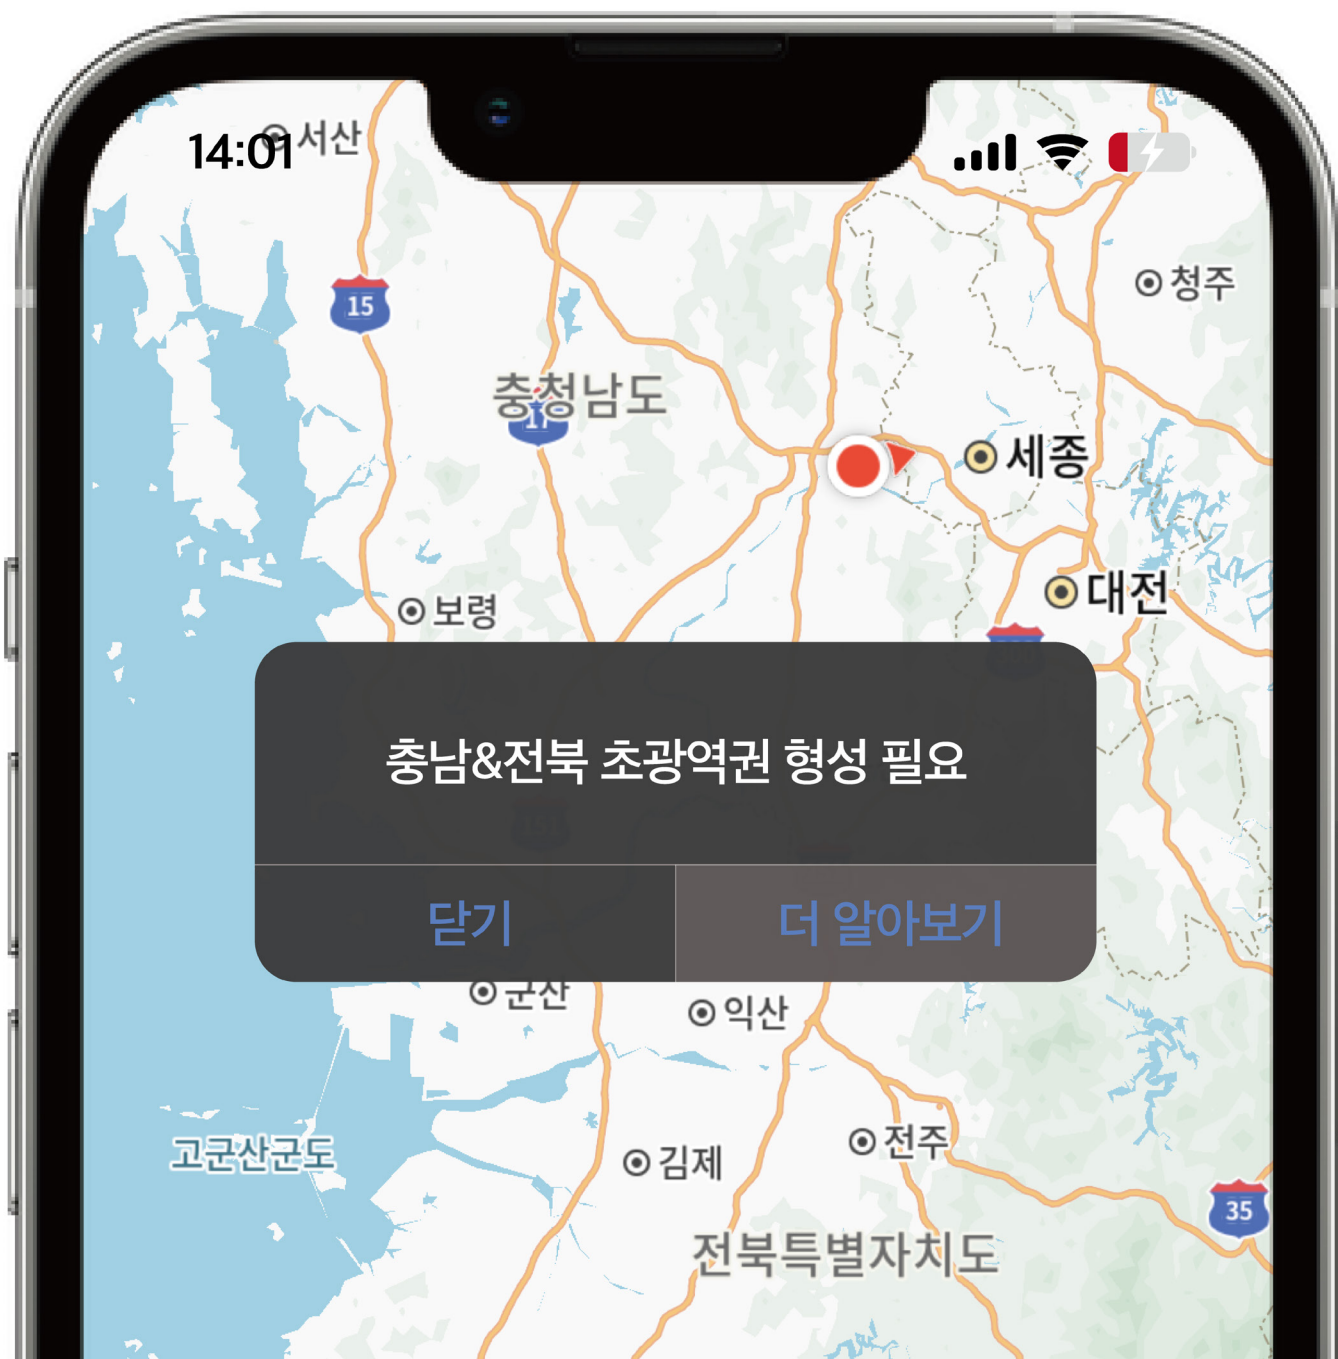 14:01
서산
청주
15
충청남도
17
세종
대전
보령
충남&전북 초광역권 형성 필요
151
닫기
더 알아보기
군산
익산
고군산군도
김제
전주
35
전북특별자치도